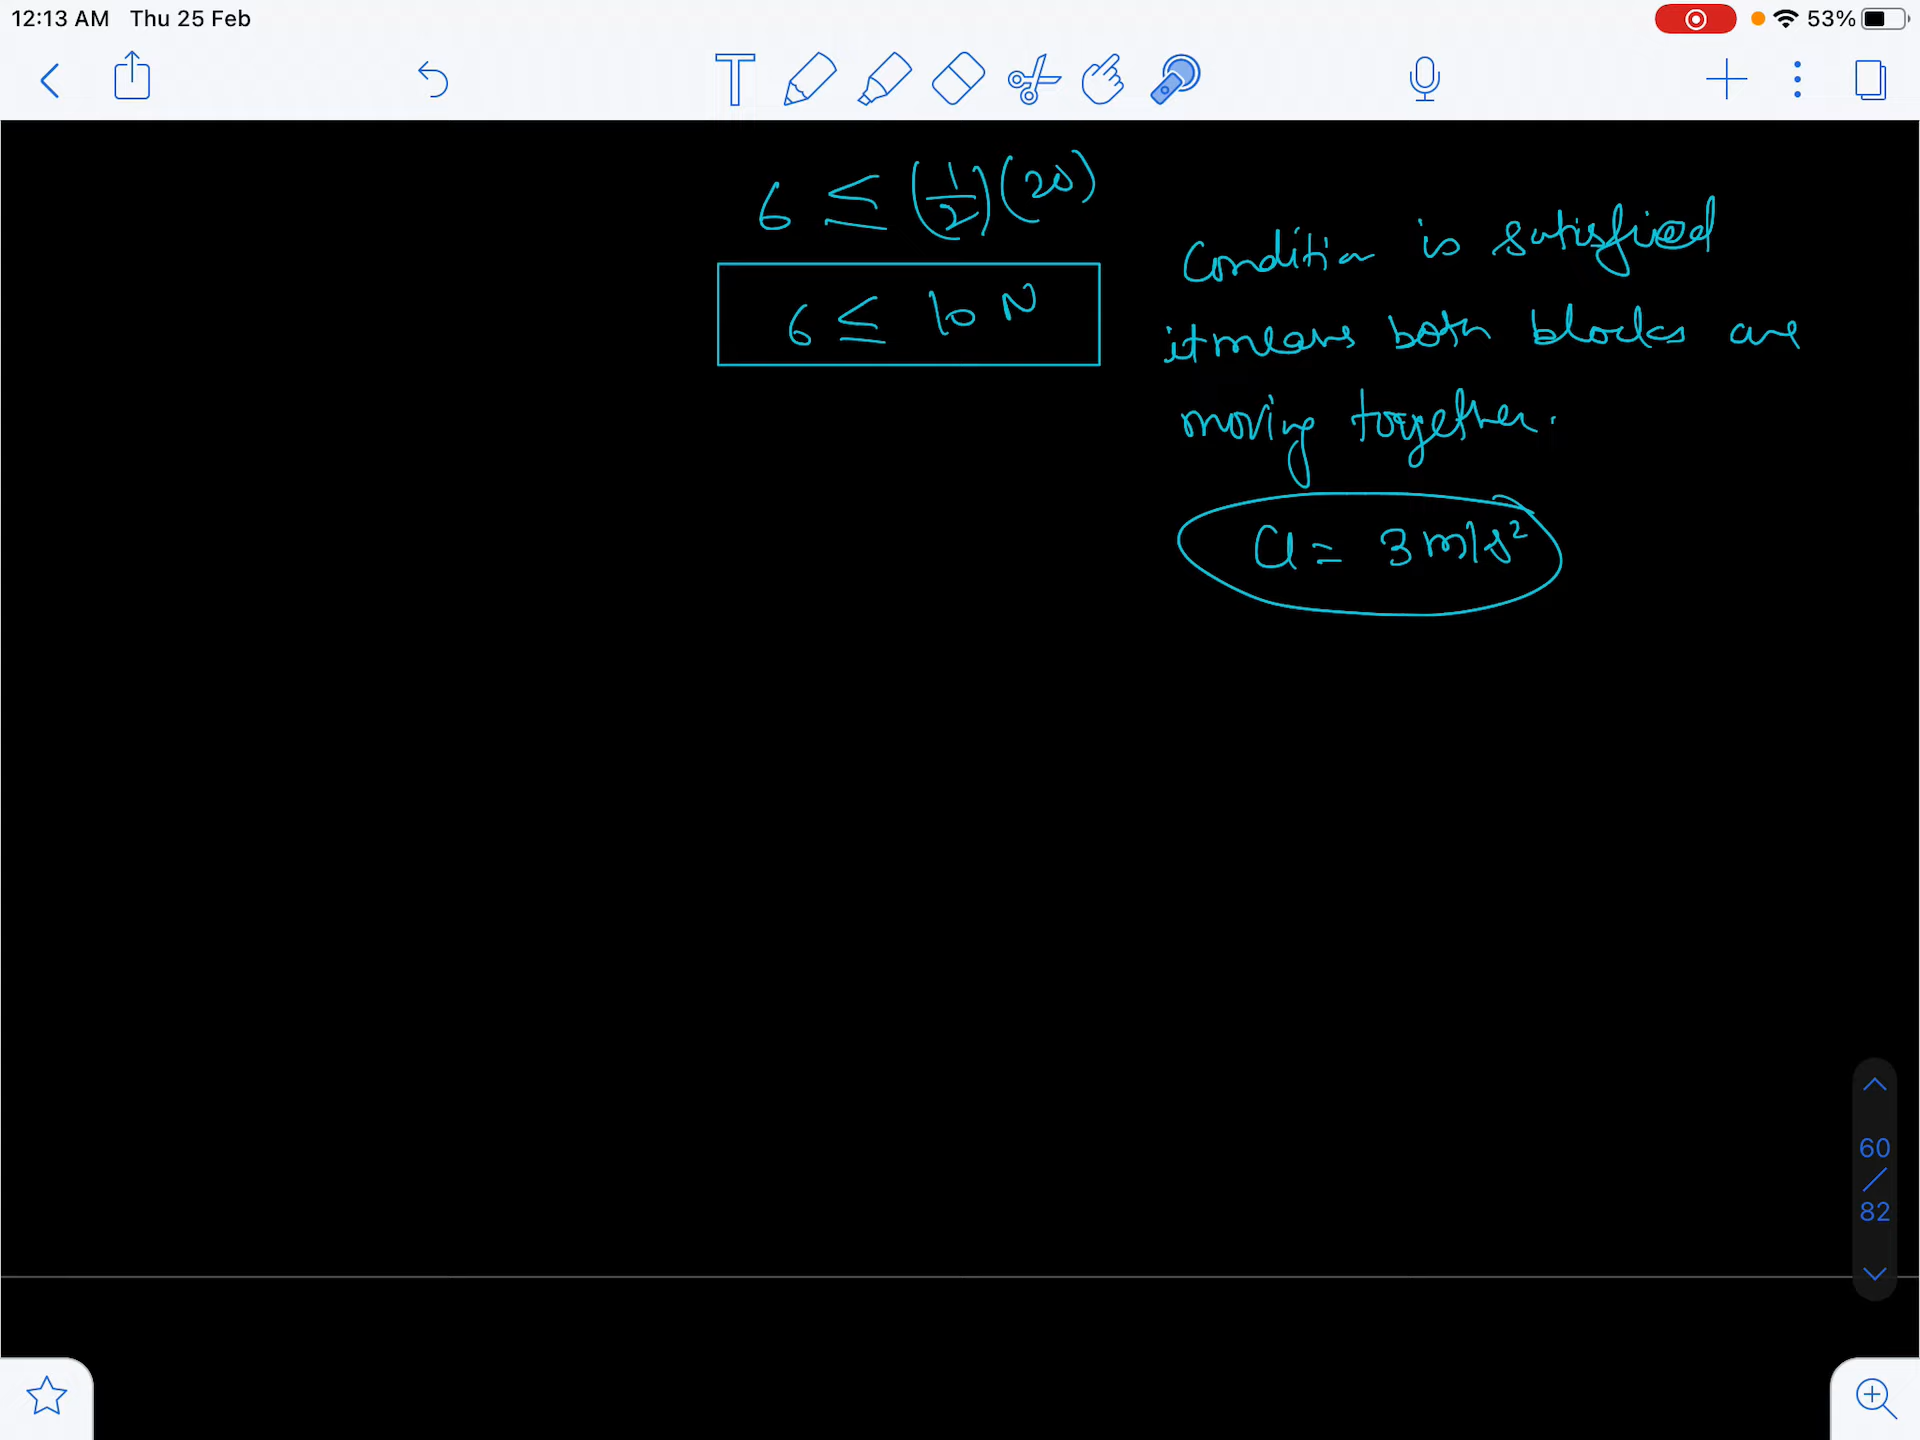 12:13 AM Thu 25 Feb
53%
T
6 ≤ (1/2)(20)
6 ≤ 10 N
Condition is satisfied
it means both blocks are
moving together.
a = 3 m/s²
60
/
82